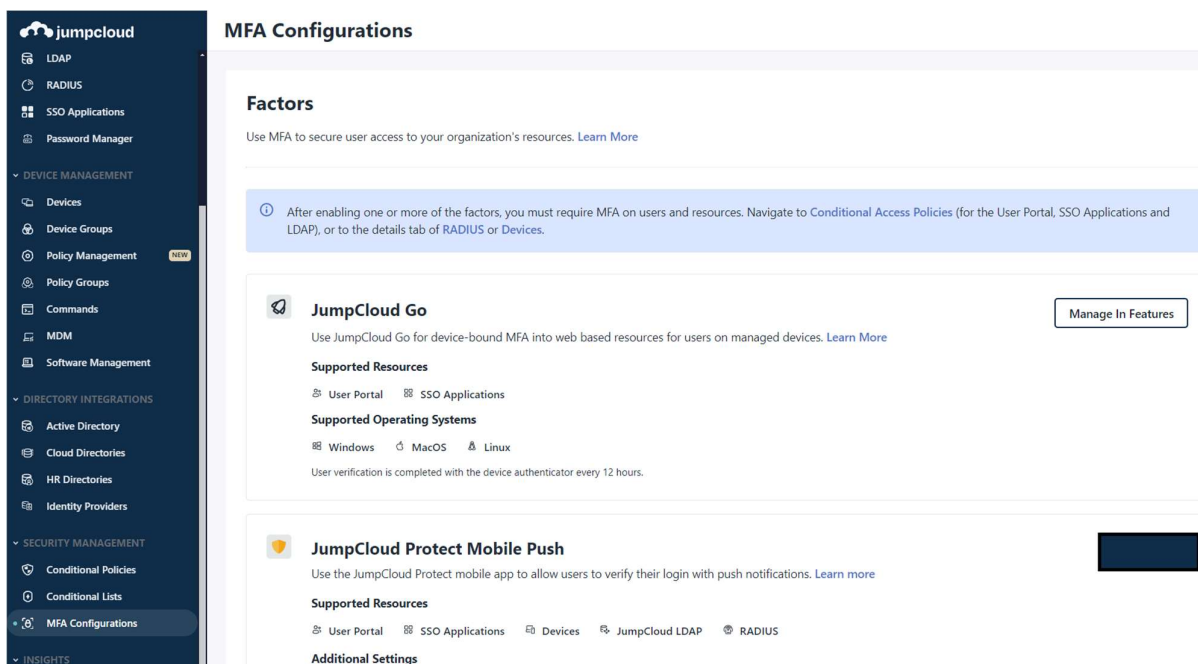 jumpcloud
LDAP
RADIUS
SSO Applications
Password Manager
DEVICE MANAGEMENT
Devices
Device Groups
Policy Management NEW
Policy Groups
Commands
MDM
Software Management
DIRECTORY INTEGRATIONS
Active Directory
Cloud Directories
HR Directories
Identity Providers
SECURITY MANAGEMENT
Conditional Policies
Conditional Lists
MFA Configurations
INSIGHTS
MFA Configurations
Factors
Use MFA to secure user access to your organization's resources. Learn More
After enabling one or more of the factors, you must require MFA on users and resources. Navigate to Conditional Access Policies (for the User Portal, SSO Applications and
LDAP), or to the details tab of RADIUS or Devices.
JumpCloud Go
Manage In Features
Use JumpCloud Go for device-bound MFA into web based resources for users on managed devices. Learn More
Supported Resources
User Portal SSO Applications
Supported Operating Systems
Windows MacOS Linux
User verification is completed with the device authenticator every 12 hours.
JumpCloud Protect Mobile Push
Use the JumpCloud Protect mobile app to allow users to verify their login with push notifications. Learn more
Supported Resources
User Portal SSO Applications Devices JumpCloud LDAP RADIUS
Additional Settings